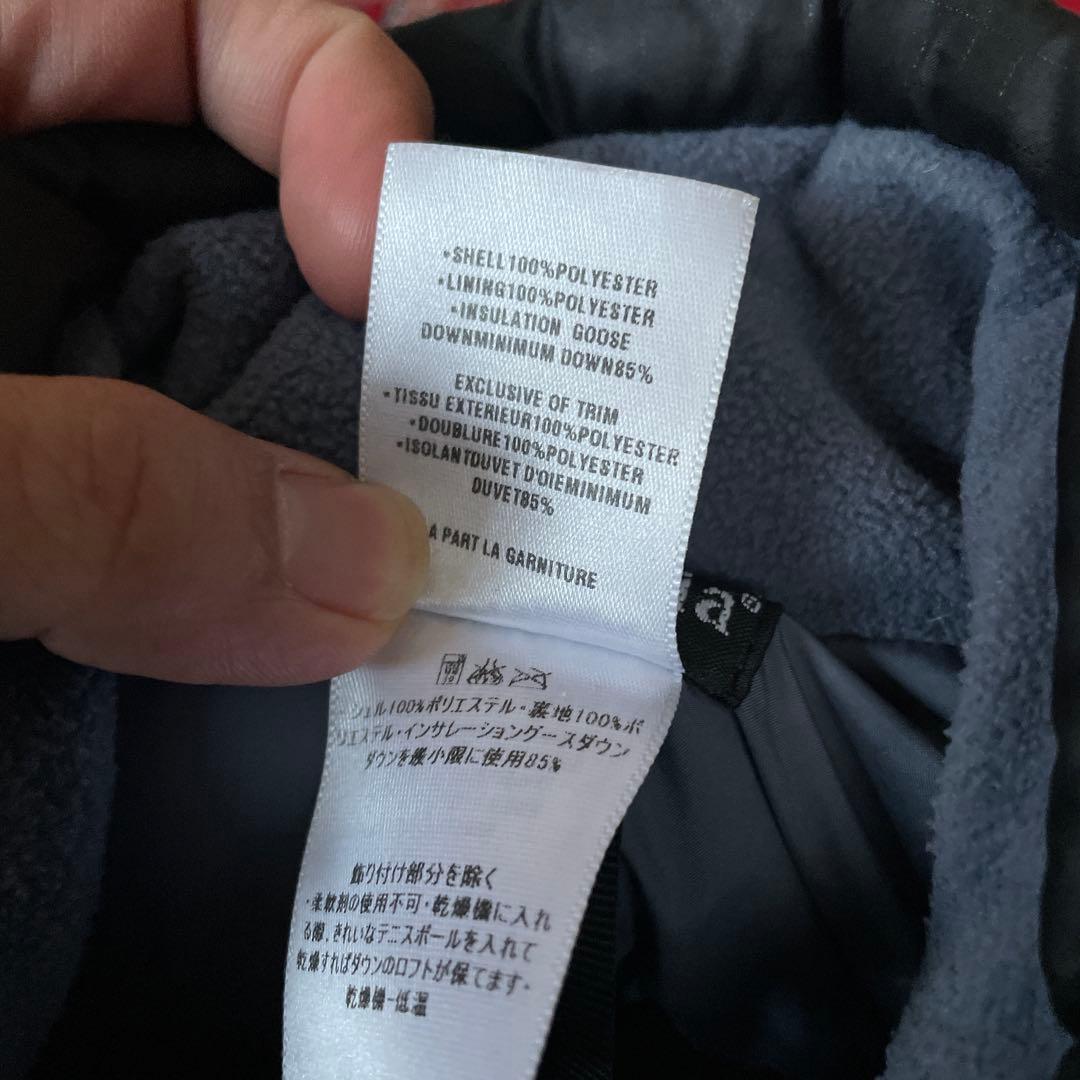 •SHELL100%POLYESTER
•LINING100%POLYESTER
•INSULATION GOOSE
DOWNMINIMUM DOWN85%
EXCLUSIVE OF TRIM
•TISSU EXTERIEUR100%POLYESTER
•DOUBLURE100%POLYESTER
•ISOLANTDUVET D'OIEMINIMUM
DUVET85%
A PART LA GARNITURE
ia®
シェル100%ポリエステル・裏地100%ポ
リエステル・インサレーショングースダウン
ダウンを最小限に使用85%
飾り付け部分を除く
・柔軟剤の使用不可・乾燥機に入れ
る際、きれいなテニスボールを入れて
乾燥すればダウンのロフトが保てます・
乾燥機-低温